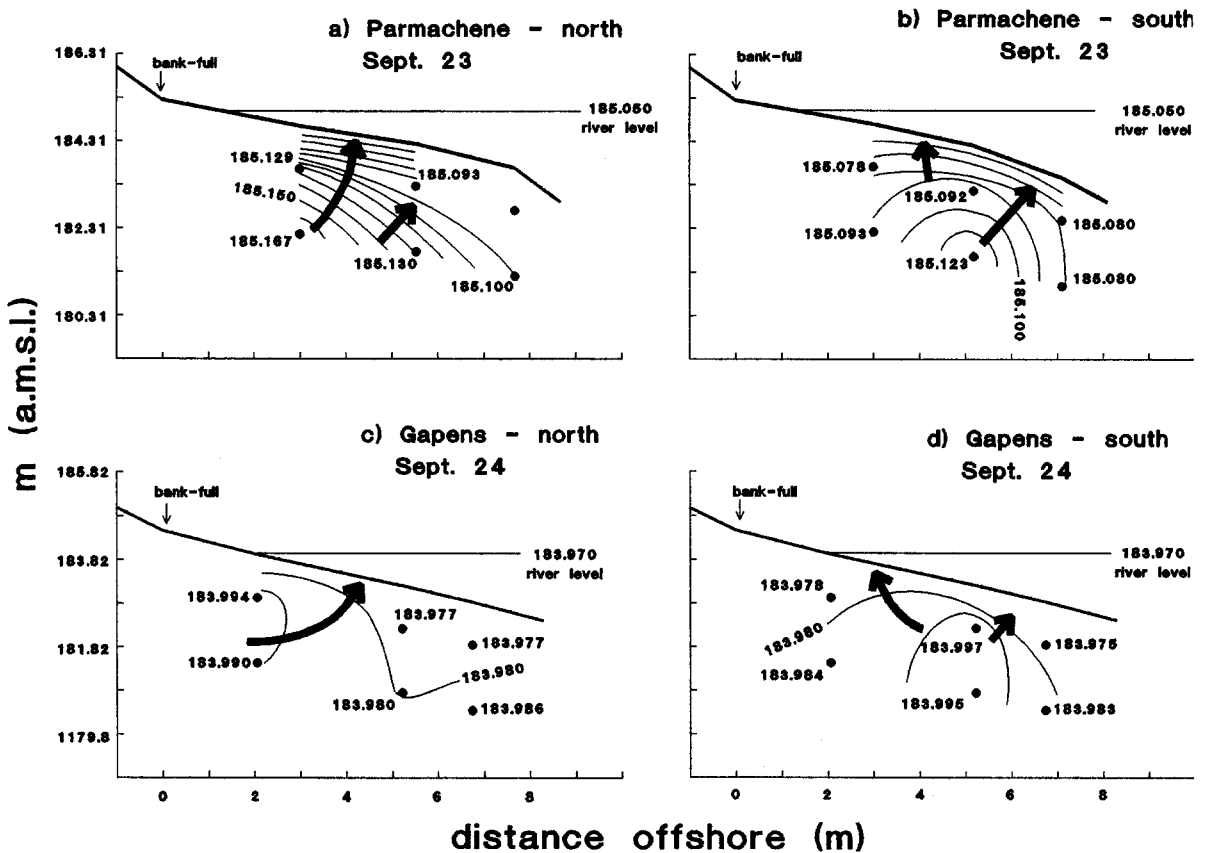 a) Parmachene - north
Sept. 23
186.31
bank-full
185.050
river level
184.31
185.129
185.093
185.150
182.31
185.167
185.130
185.100
180.31
b) Parmachene - south
Sept. 23
bank-full
185.050
river level
185.078
185.092
185.093
185.080
185.123
185.080
185.100
m (a.m.s.l.)
c) Gapens - north
Sept. 24
185.82
bank-full
183.82
183.970
river level
183.994
183.977
183.977
181.82
183.990
183.980
183.980
183.986
1179.8
0 2 4 6 8
d) Gapens - south
Sept. 24
bank-full
183.970
river level
183.978
183.980
183.997
183.975
183.984
183.995
183.983
0 2 4 6 8
distance offshore (m)